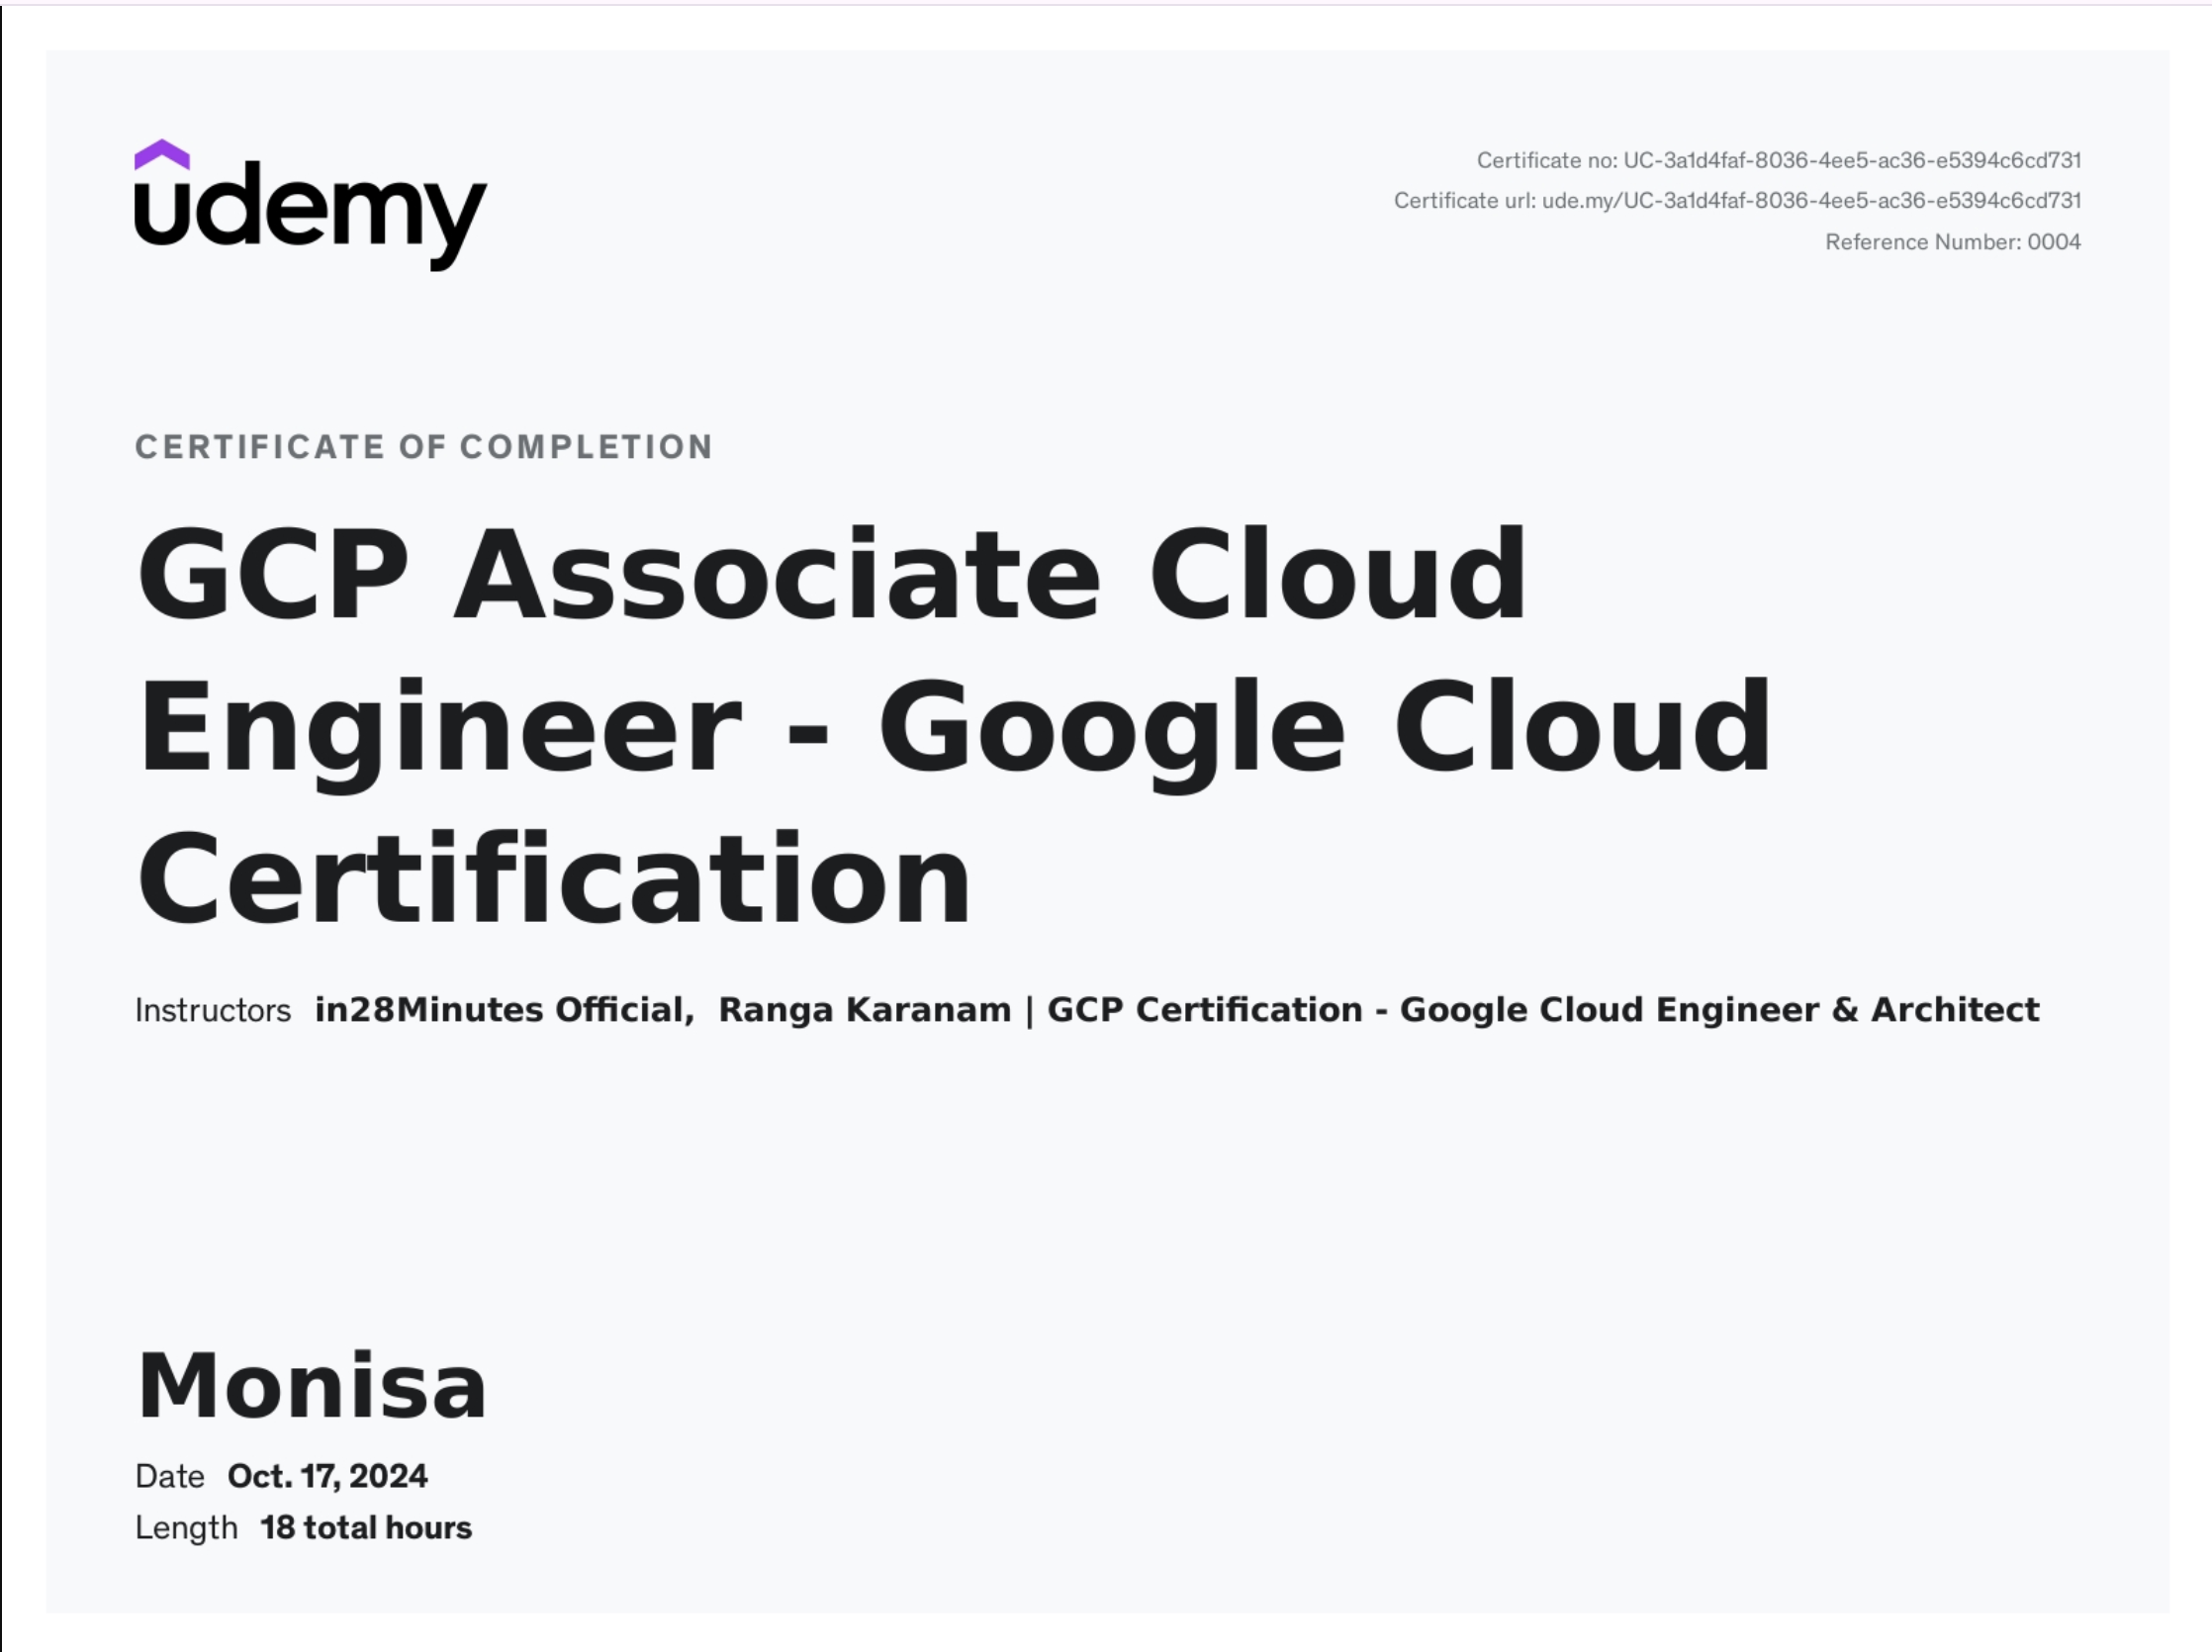 udemy
Certificate no: UC-3a1d4faf-8036-4ee5-ac36-e5394c6cd731
Certificate url: ude.my/UC-3a1d4faf-8036-4ee5-ac36-e5394c6cd731
Reference Number: 0004
CERTIFICATE OF COMPLETION
GCP Associate Cloud
Engineer - Google Cloud
Certification
Instructors in28Minutes Official, Ranga Karanam | GCP Certification - Google Cloud Engineer & Architect
Monisa
Date Oct. 17, 2024
Length 18 total hours